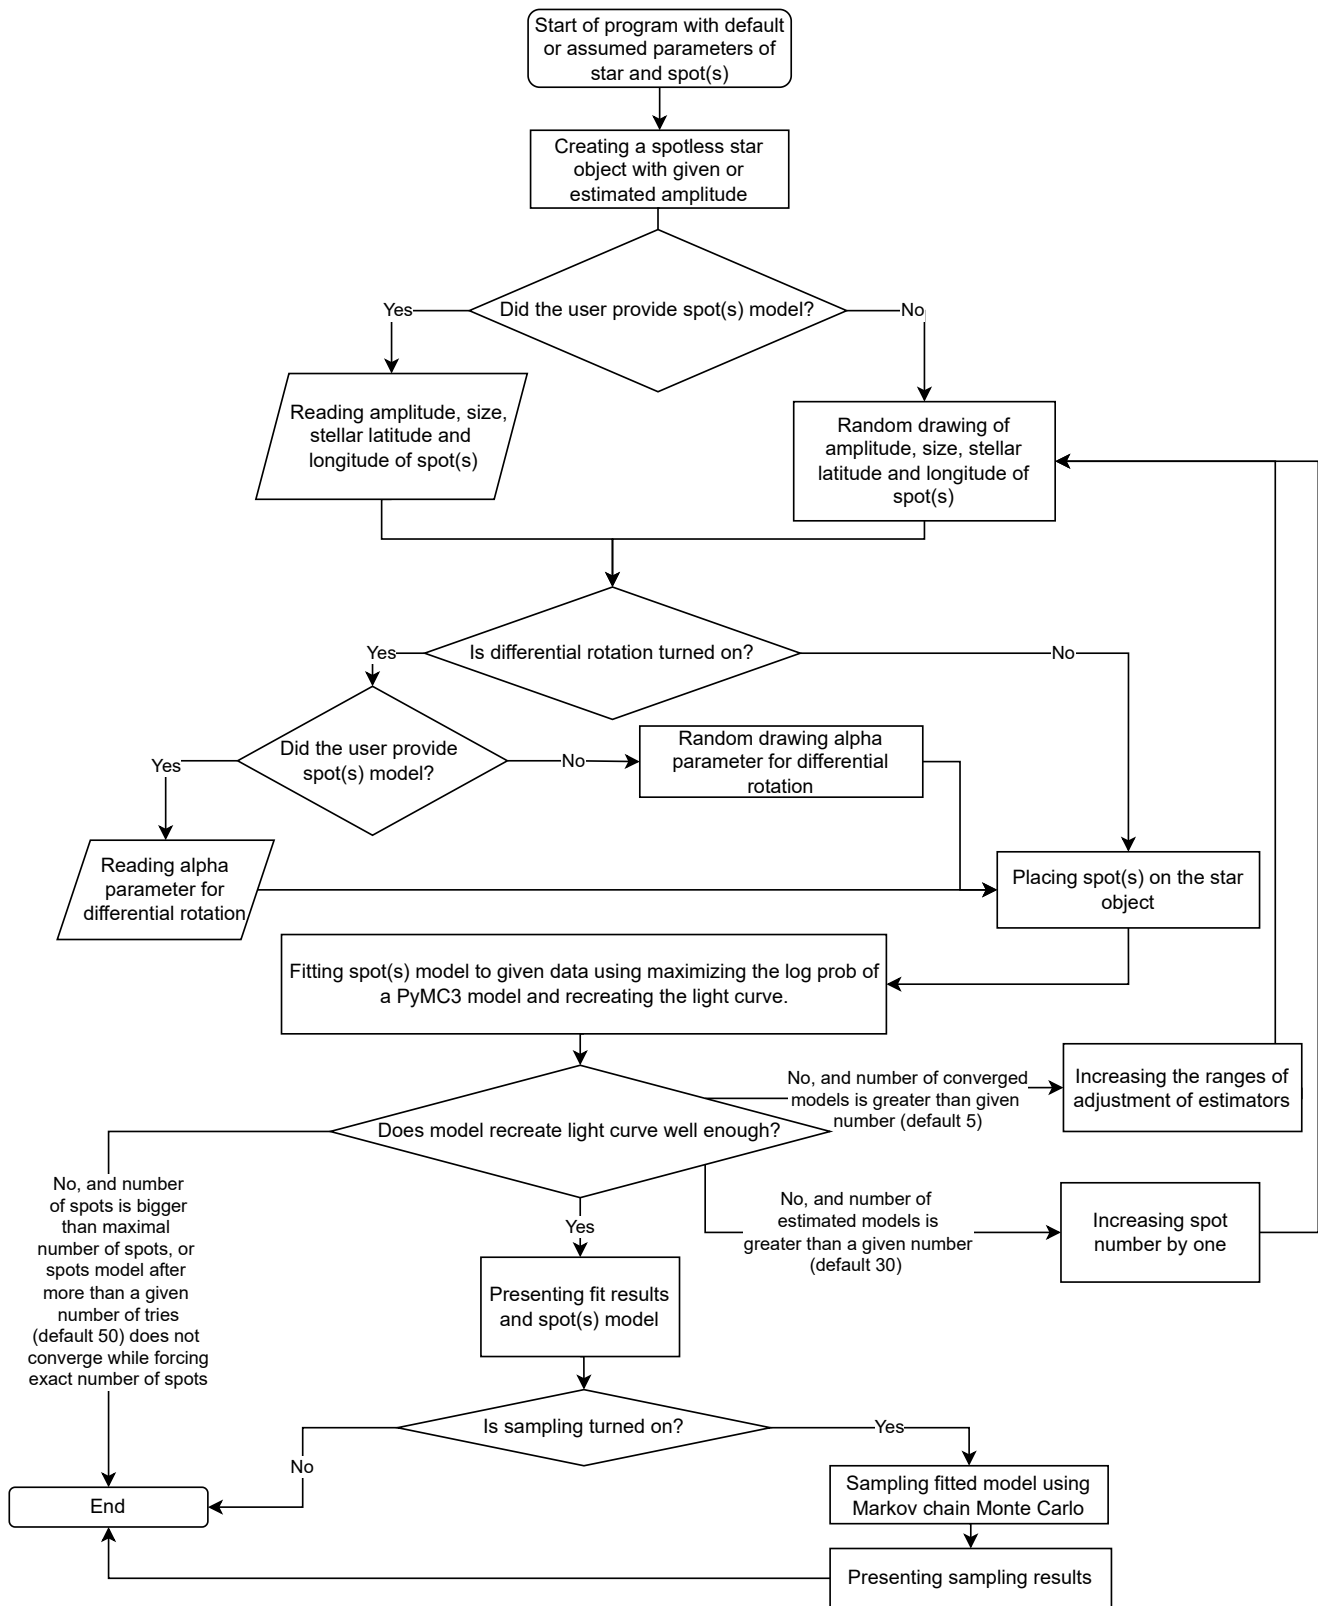 Start of program with default
or assumed parameters of
star and spot(s)
Creating a spotless star
object with given or
estimated amplitude
Did the user provide spot(s) model?
Yes
No
Reading amplitude, size,
stellar latitude and
longitude of spot(s)
Random drawing of
amplitude, size, stellar
latitude and longitude of
spot(s)
Is differential rotation turned on?
Yes
No
Did the user provide
spot(s) model?
Yes
No
Random drawing alpha
parameter for differential
rotation
Reading alpha
parameter for
differential rotation
Placing spot(s) on the star
object
Fitting spot(s) model to given data using maximizing the log prob of
a PyMC3 model and recreating the light curve.
Does model recreate light curve well enough?
No, and number of converged
models is greater than given
number (default 5)
Increasing the ranges of
adjustment of estimators
No, and number of
estimated models is
greater than a given number
(default 30)
Increasing spot
number by one
No, and number
of spots is bigger
than maximal
number of spots, or
spots model after
more than a given
number of tries
(default 50) does not
converge while forcing
exact number of spots
Yes
Presenting fit results
and spot(s) model
Is sampling turned on?
Yes
No
Sampling fitted model using
Markov chain Monte Carlo
End
Presenting sampling results